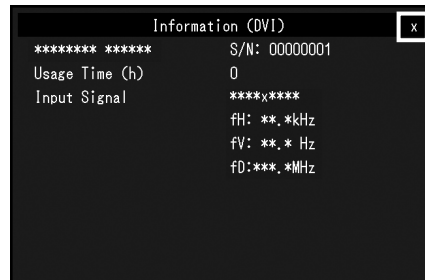 Information (DVI) x
******** ****** S/N: 00000001
Usage Time (h) 0
Input Signal ****x****
fH: **.*kHz
fV: **.* Hz
fD:***.*MHz